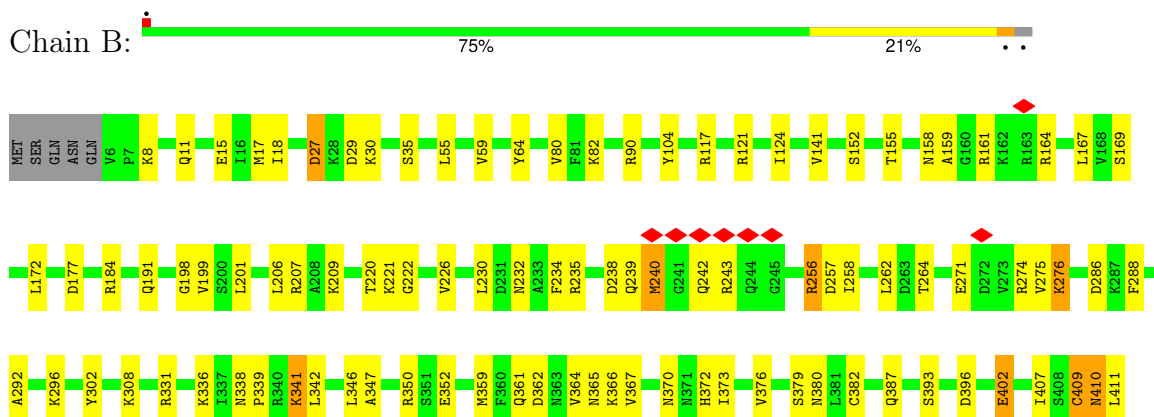 Chain B:
75%
21%
MET SER GLN ASN GLN V6 P7 K8 Q11 E15 I16 M17 I18 D27 K28 D29 K30 S35 L55 V59 Y64 V80 F81 K82 R90 Y104 R117 R121 I124 V141 S152 T155 N158 A159 G160 R161 K162 R163 R164 L167 V168 S169
L172 D177 R184 Q191 G198 V199 S200 L201 L206 R207 A208 K209 T220 K221 G222 V226 L230 D231 N232 A233 F234 R235 D238 Q239 M240 G241 Q242 R243 Q244 G245 R256 D257 I258 L262 D263 T264 E271 D272 V273 R274 V275 K276 D286 K287 F288
A292 K296 Y302 K308 R331 K336 I337 N338 P339 R340 K341 L342 L346 A347 R350 S351 E352 M359 F360 Q361 D362 N363 V364 N365 K366 V367 N370 N371 H372 I373 V376 S379 N380 L381 C382 Q387 S393 D396 E402 I407 S408 C409 N410 L411